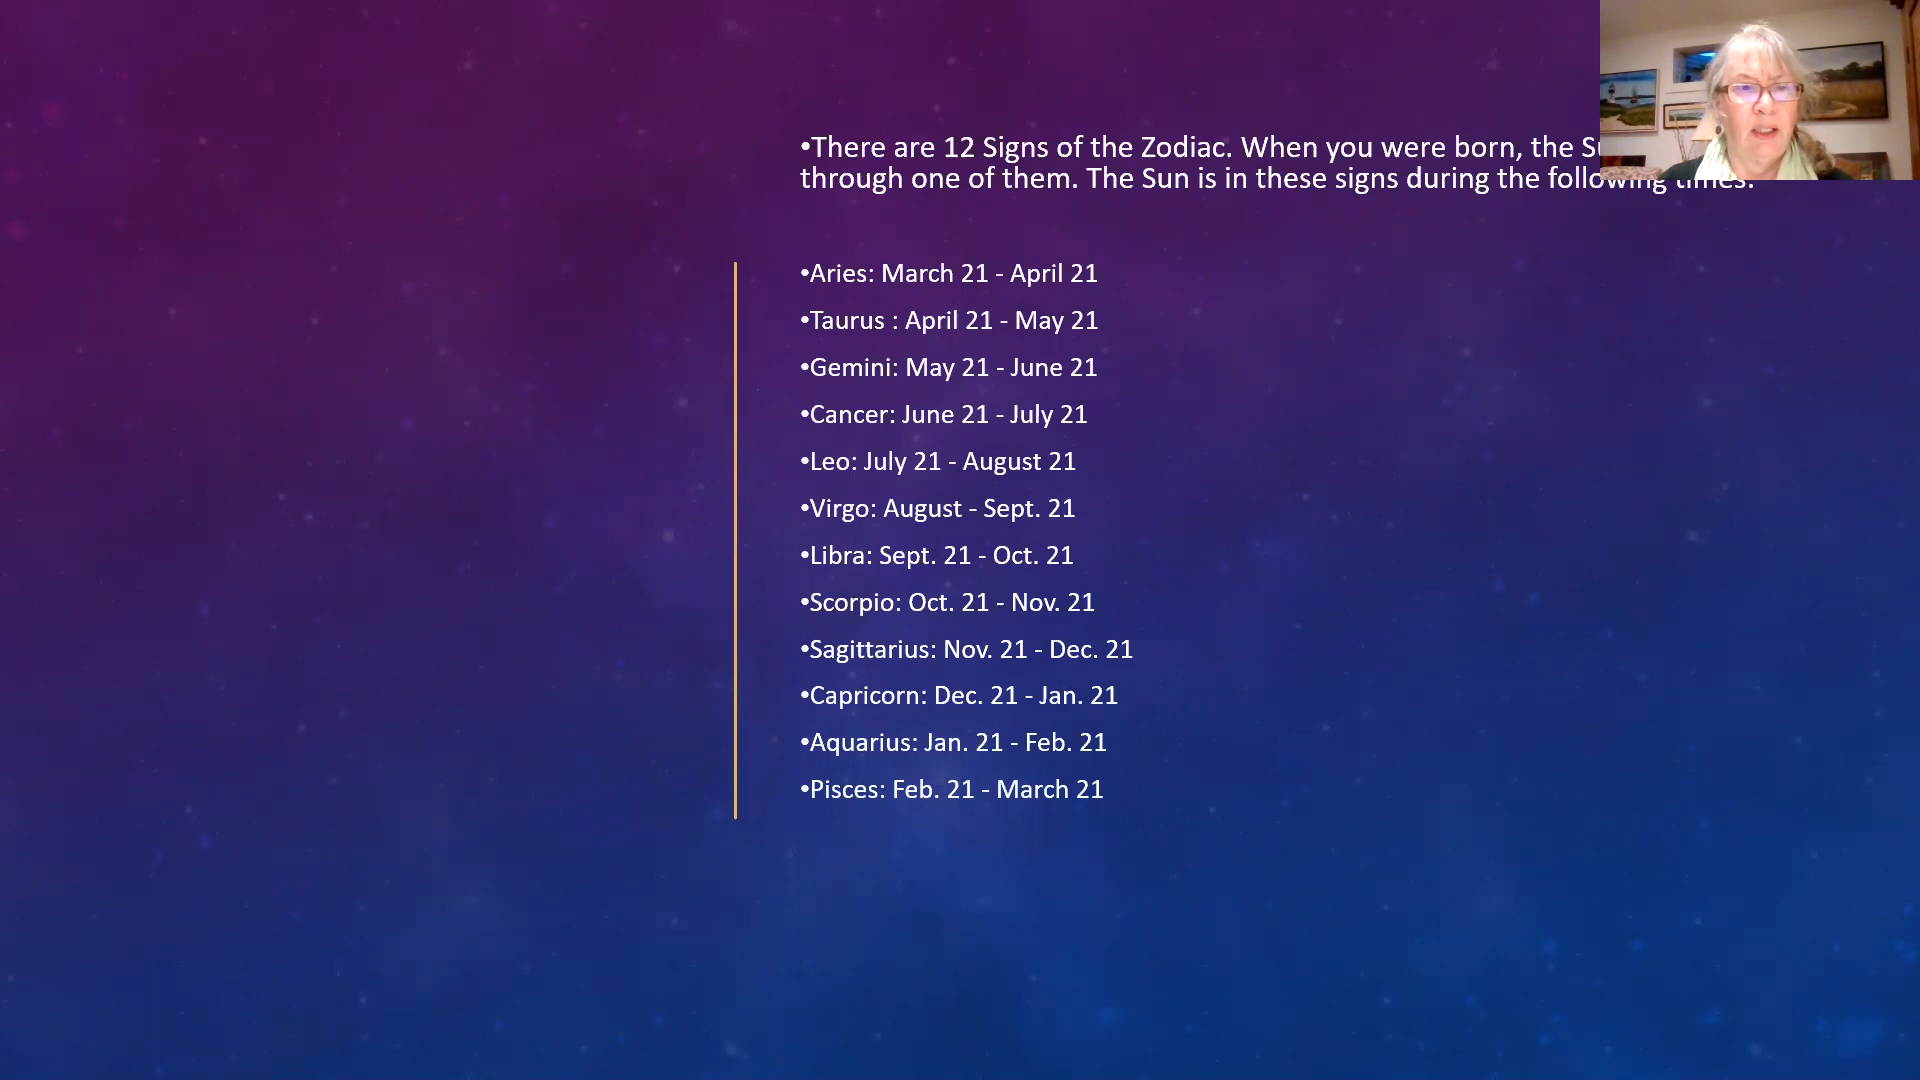 •There are 12 Signs of the Zodiac. When you were born, the
through one of them. The Sun is in these signs during the following times:
•Aries: March 21 - April 21
•Taurus : April 21 - May 21
•Gemini: May 21 - June 21
•Cancer: June 21 - July 21
•Leo: July 21 - August 21
•Virgo: August - Sept. 21
•Libra: Sept. 21 - Oct. 21
•Scorpio: Oct. 21 - Nov. 21
•Sagittarius: Nov. 21 - Dec. 21
•Capricorn: Dec. 21 - Jan. 21
•Aquarius: Jan. 21 - Feb. 21
•Pisces: Feb. 21 - March 21